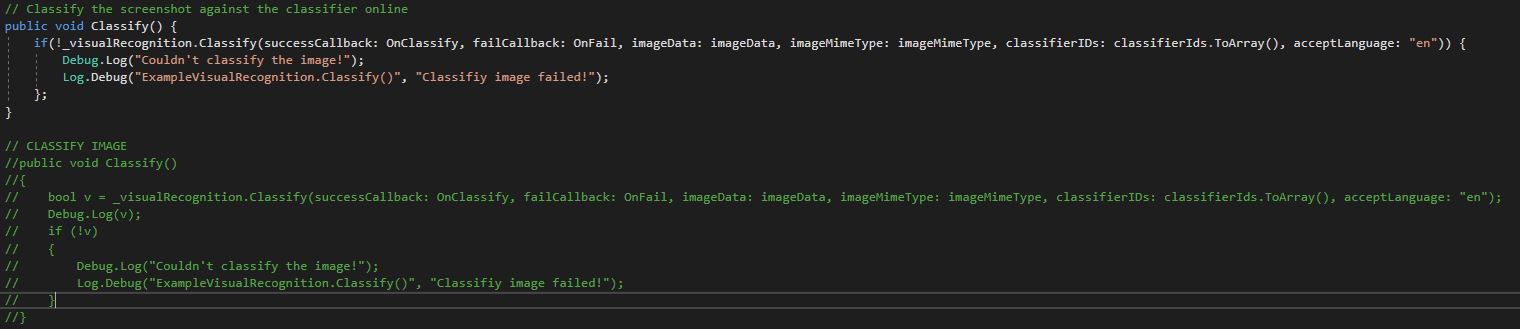 // Classify the screenshot against the classifier online
public void Classify() {
    if(!_visualRecognition.Classify(successCallback: OnClassify, failCallback: OnFail, imageData: imageData, imageMimeType: imageMimeType, classifierIDs: classifierIds.ToArray(), acceptLanguage: "en")) {
        Debug.Log("Couldn't classify the image!");
        Log.Debug("ExampleVisualRecognition.Classify()", "Classifiy image failed!");
    };
}

// CLASSIFY IMAGE
//public void Classify()
//{
//    bool v = _visualRecognition.Classify(successCallback: OnClassify, failCallback: OnFail, imageData: imageData, imageMimeType: imageMimeType, classifierIDs: classifierIds.ToArray(), acceptLanguage: "en");
//    Debug.Log(v);
//    if (!v)
//    {
//        Debug.Log("Couldn't classify the image!");
//        Log.Debug("ExampleVisualRecognition.Classify()", "Classifiy image failed!");
//    }
//}